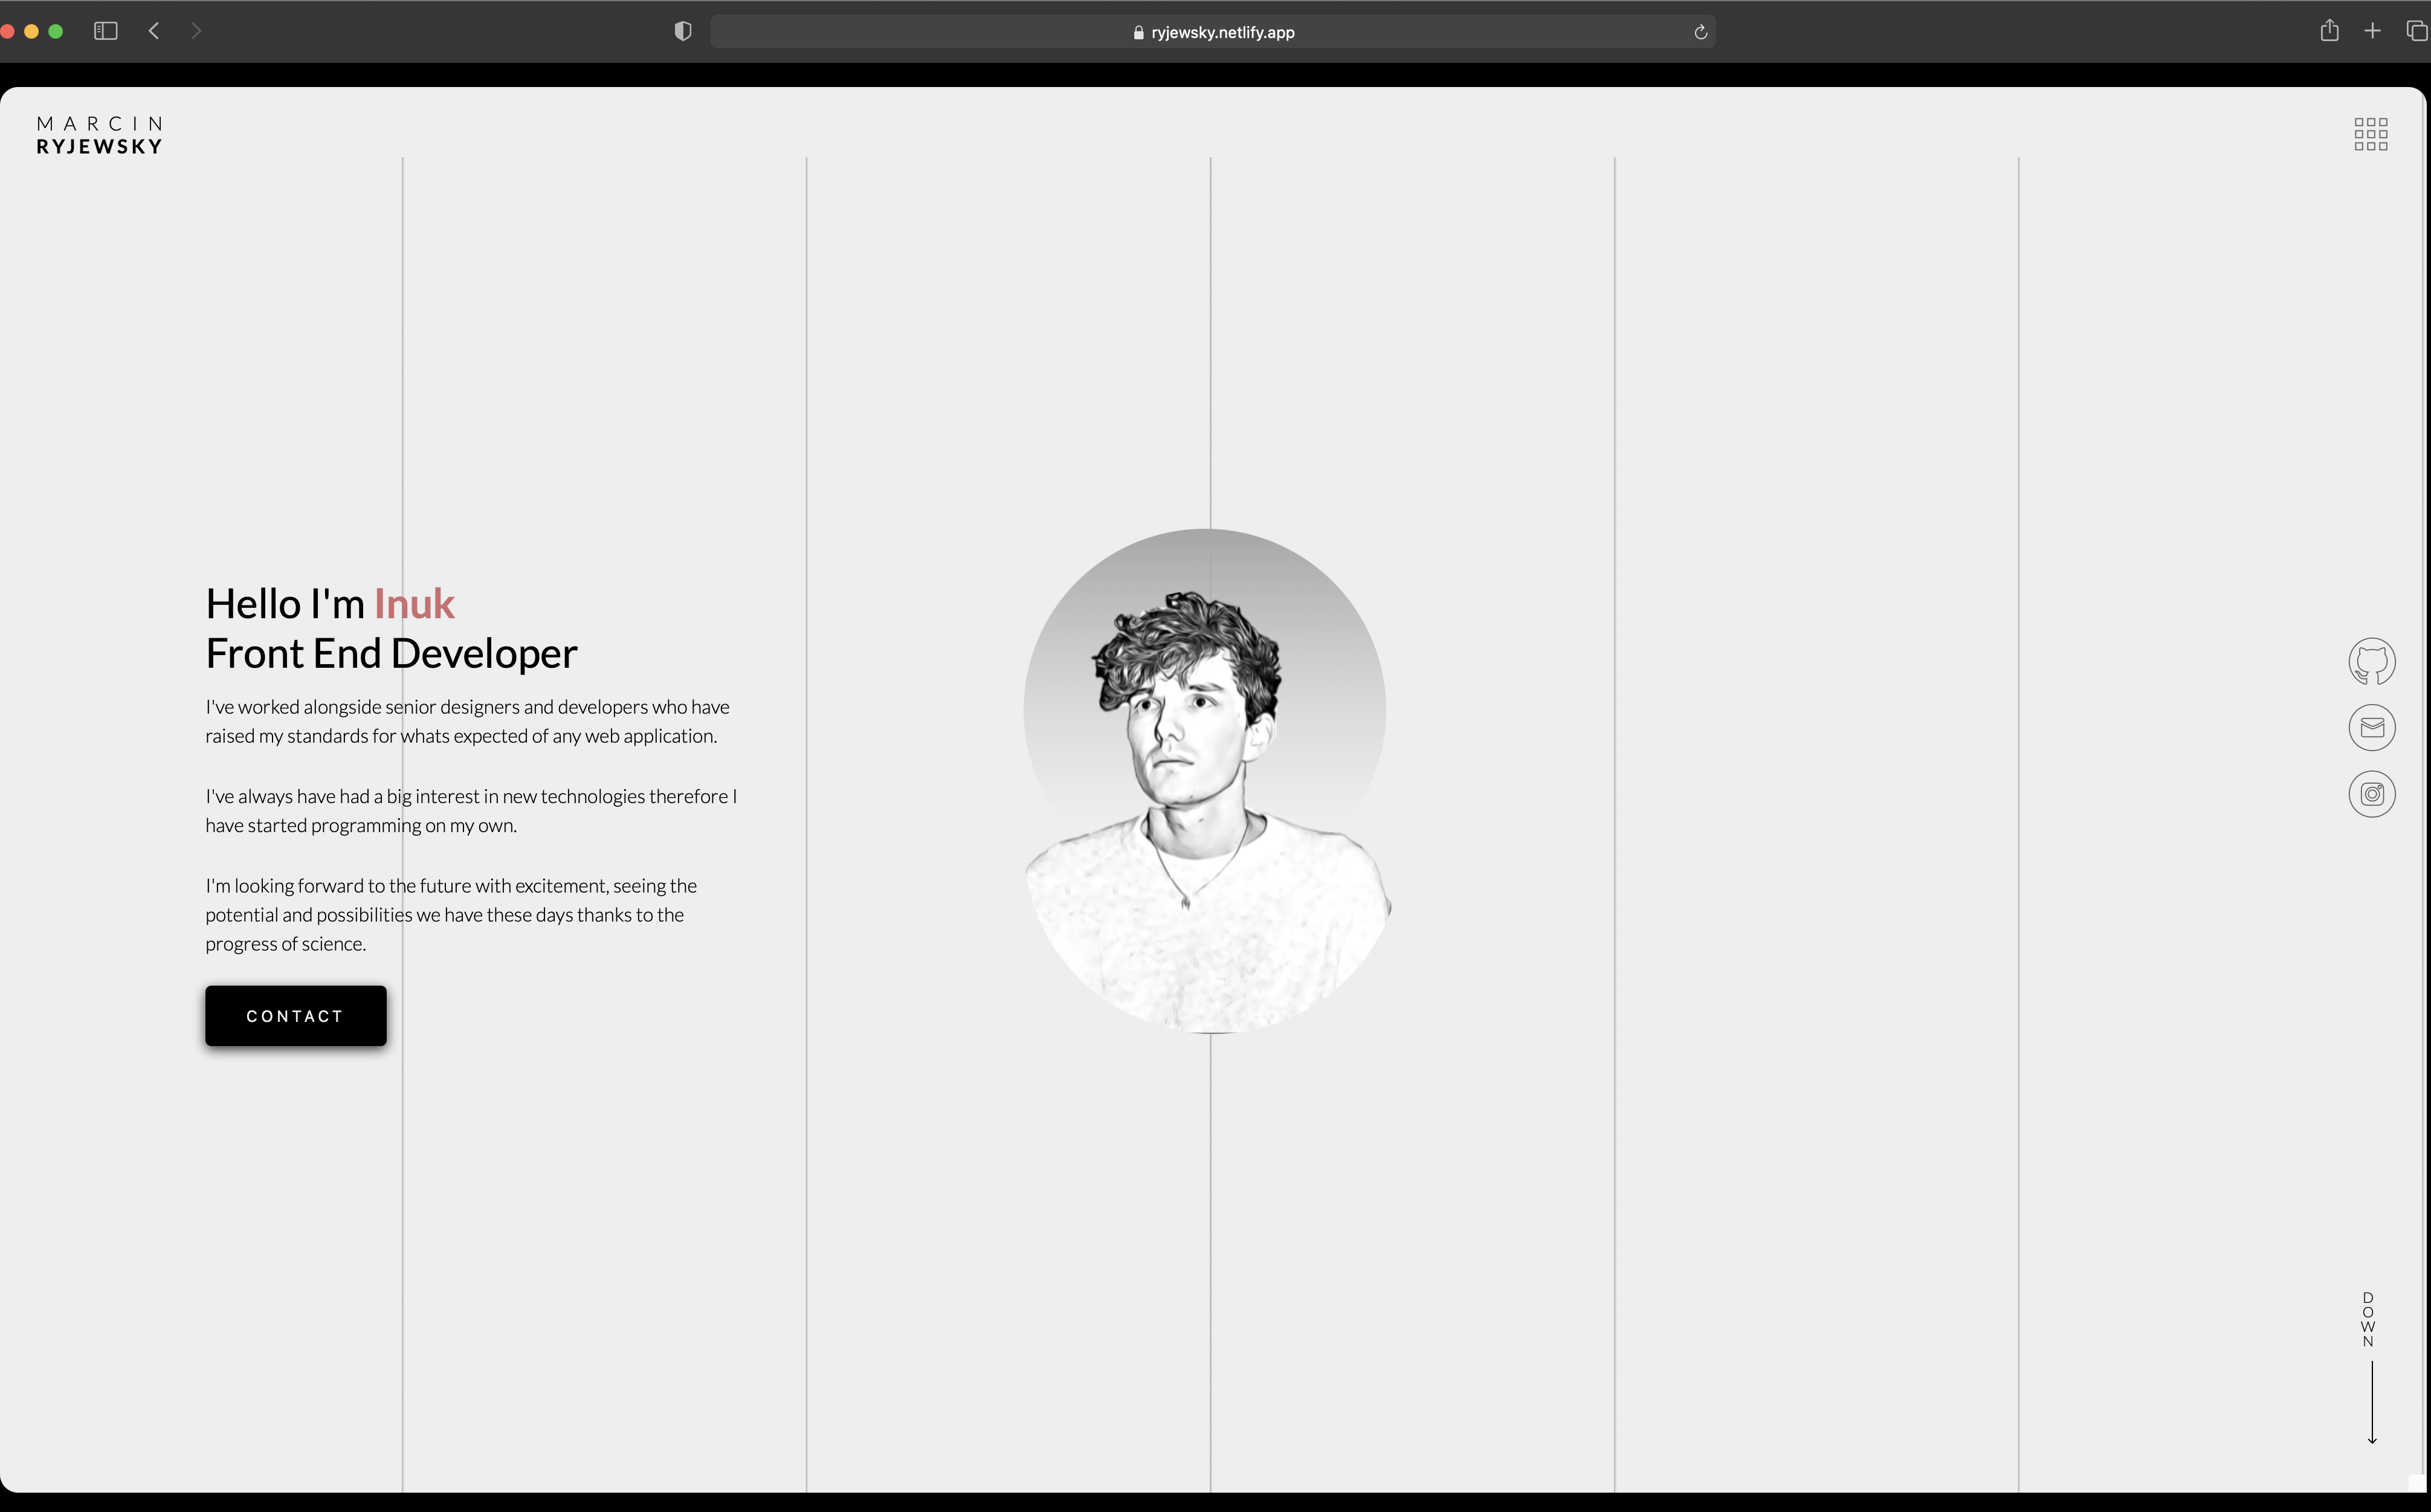 ryjewsky.netlify.app
MARCIN
RYJEWSKY
Hello I'm Inuk
Front End Developer
I've worked alongside senior designers and developers who have
raised my standards for whats expected of any web application.
I've always have had a big interest in new technologies therefore I
have started programming on my own.
I'm looking forward to the future with excitement, seeing the
potential and possibilities we have these days thanks to the
progress of science.
CONTACT
DOWN